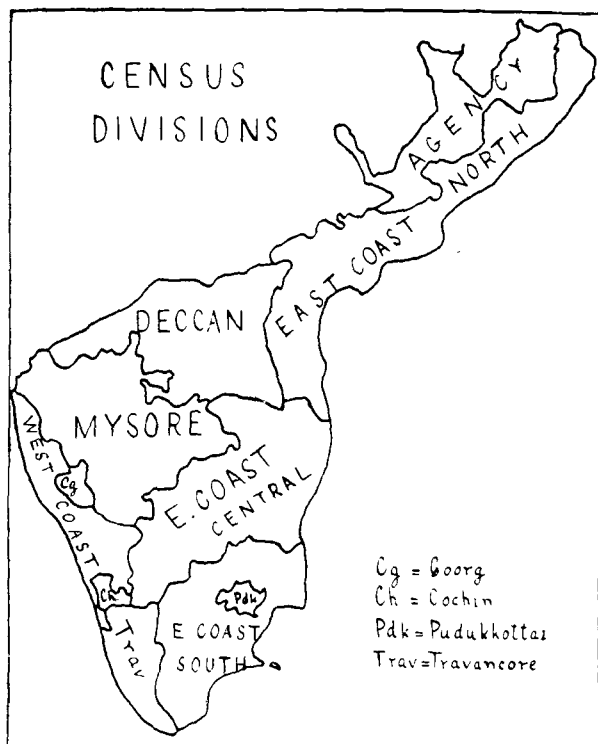 CENSUS
DIVISIONS
AGENCY
EAST COAST NORTH
DECCAN
MYSORE
WEST COAST
Cg
E. COAST
CENTRAL
Ch
Trav
Pdk
E COAST
SOUTH
Cg = Coorg
Ch = Cochin
Pdk = Pudukhottai
Trav=Travancore